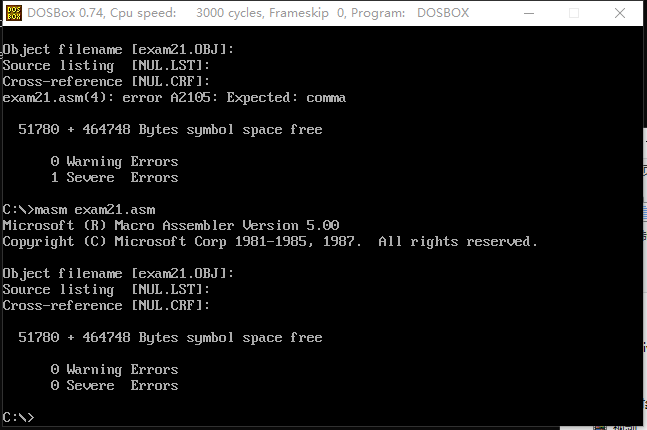 DOSBox 0.74, Cpu speed: 3000 cycles, Frameskip 0, Program: DOSBOX
Object filename [exam21.OBJ]:
Source listing [NUL.LST]:
Cross-reference [NUL.CRF]:
exam21.asm(4): error A2105: Expected: comma
51780 + 464748 Bytes symbol space free
0 Warning Errors
1 Severe Errors
C:\>masm exam21.asm
Microsoft (R) Macro Assembler Version 5.00
Copyright (C) Microsoft Corp 1981-1985, 1987. All rights reserved.
Object filename [exam21.OBJ]:
Source listing [NUL.LST]:
Cross-reference [NUL.CRF]:
51780 + 464748 Bytes symbol space free
0 Warning Errors
0 Severe Errors
C:\>